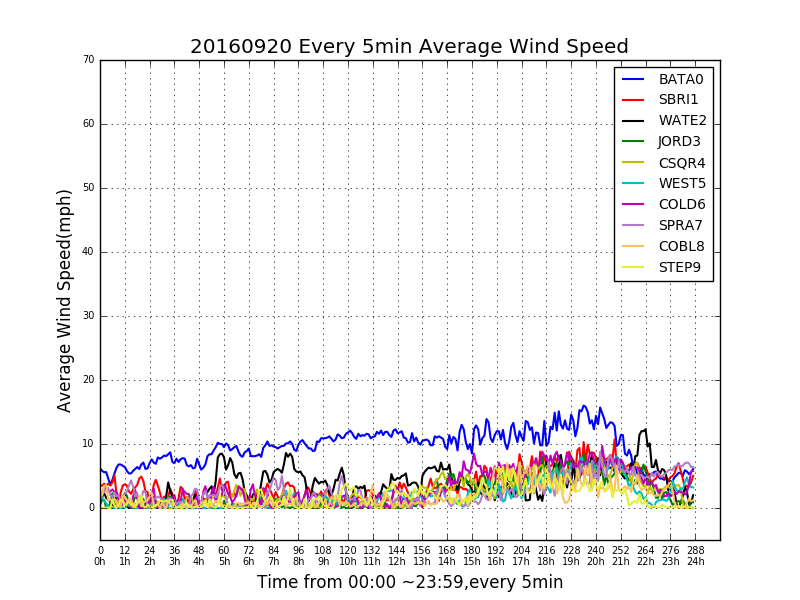 20160920 Every 5min Average Wind Speed
70
60
50
40
30
20
10
0
Average Wind Speed(mph)
BATA0
SBRI1
WATE2
JORD3
CSQR4
WEST5
COLD6
SPRA7
COBL8
STEP9
0 12 24 36 48 60 72 84 96 108 120 132 144 156 168 180 192 204 216 228 240 252 264 276 288
0h 1h 2h 3h 4h 5h 6h 7h 8h 9h 10h 11h 12h 13h 14h 15h 16h 17h 18h 19h 20h 21h 22h 23h 24h
Time from 00:00 ~23:59,every 5min